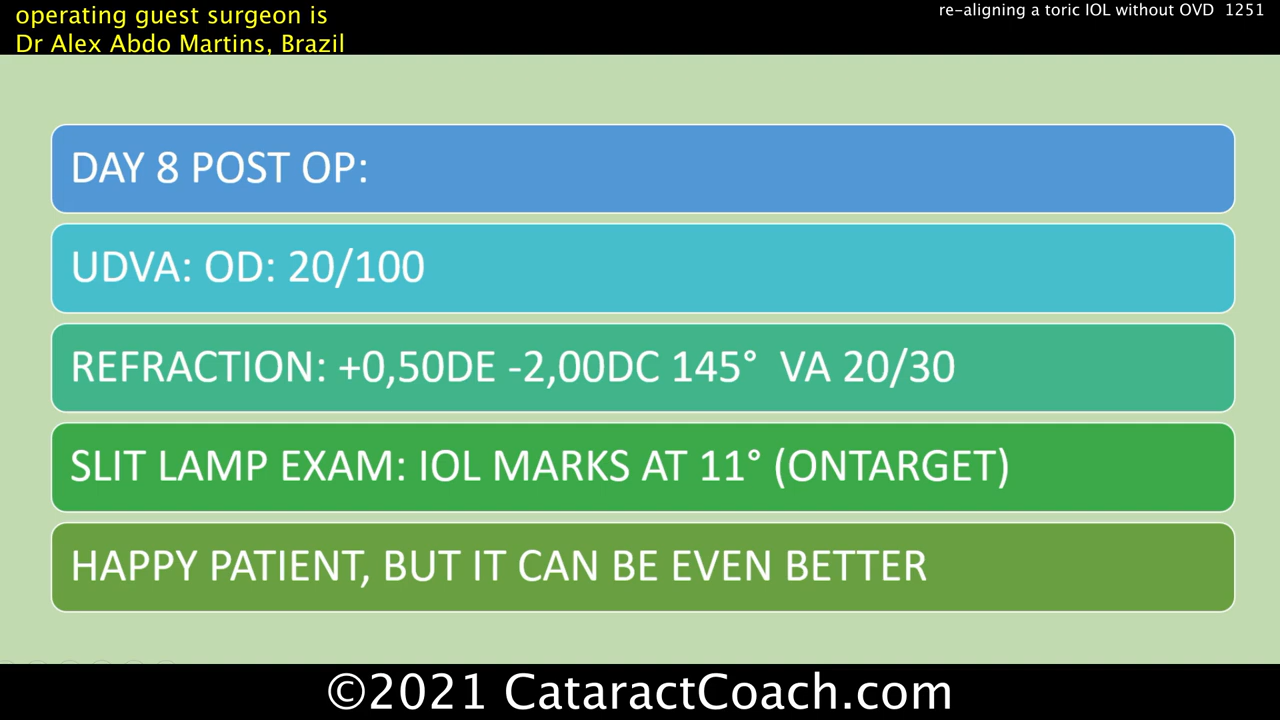 operating guest surgeon is
Dr Alex Abdo Martins, Brazil
re-aligning a toric IOL without OVD 1251
DAY 8 POST OP:
UDVA: OD: 20/100
REFRACTION: +0,50DE -2,00DC 145° VA 20/30
SLIT LAMP EXAM: IOL MARKS AT 11° (ONTARGET)
HAPPY PATIENT, BUT IT CAN BE EVEN BETTER
©2021 CataractCoach.com